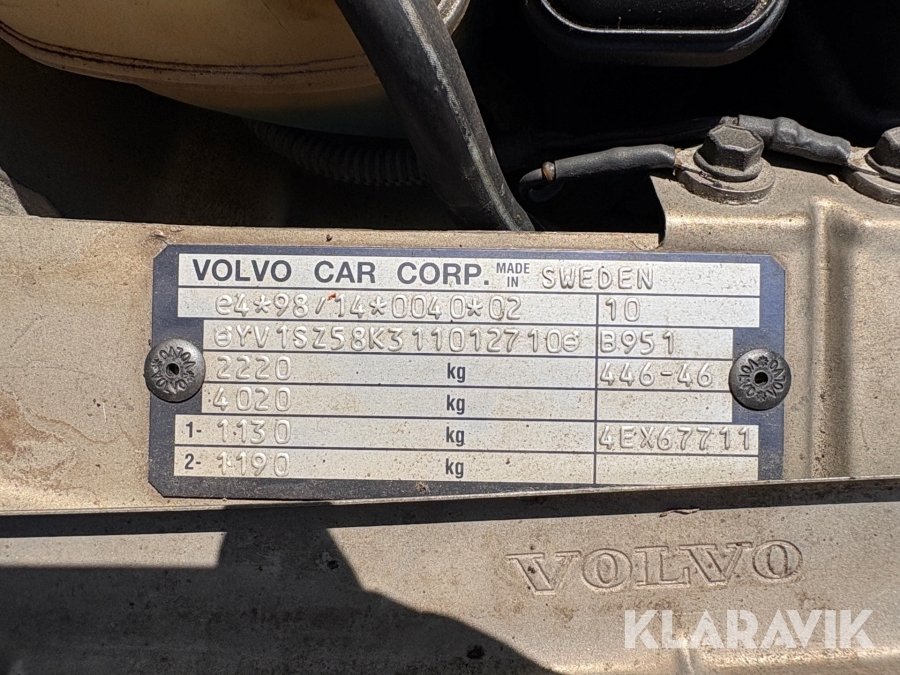 VOLVO CAR CORP. MADE IN SWEDEN
e4*98/14*0040*02 10
YV1SZ58K311012710 B951
2220 kg 446-46
4020 kg
1- 1130 kg 4EX67711
2- 1190 kg
VOLVO
VOLVO
VOLVO
KLARAVIK